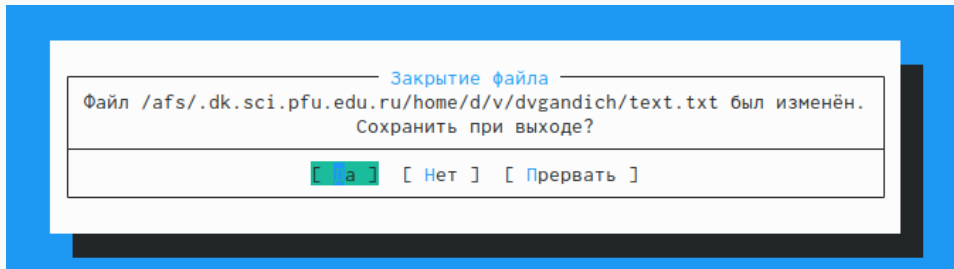 Закрытие файла
Файл /afs/.dk.sci.pfu.edu.ru/home/d/v/dvgandich/text.txt был изменён.
Сохранить при выходе?
[ Да ] [ Нет ] [ Прервать ]